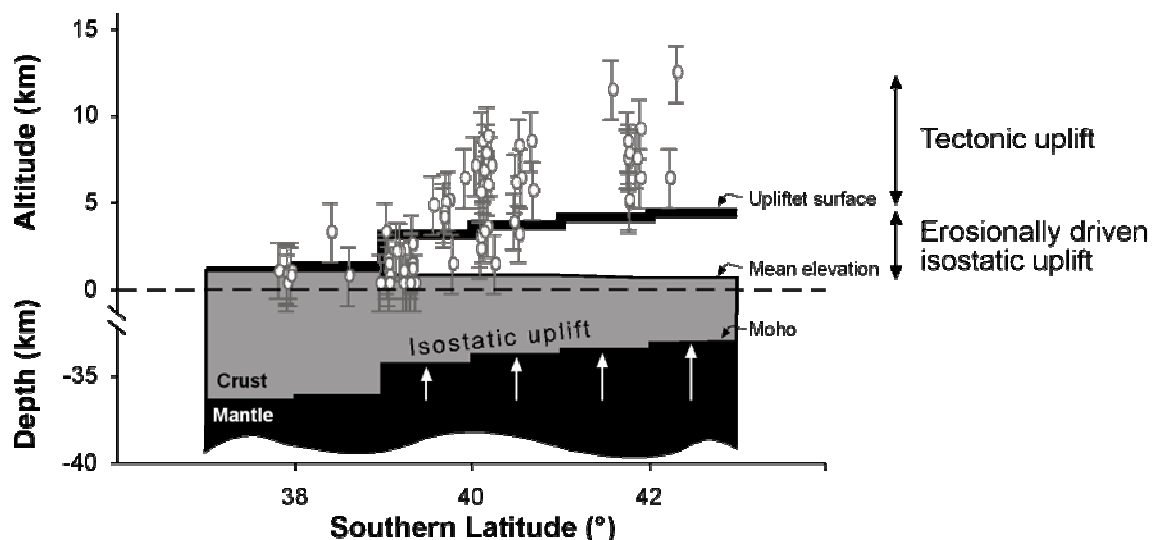 15
10
5
0
-35
-40
Altitude (km)
Depth (km)
Tectonic uplift
Upliftet surface
Erosionally driven
isostatic uplift
Mean elevation
Moho
Isostatic uplift
Crust
Mantle
38
40
42
Southern Latitude (°)